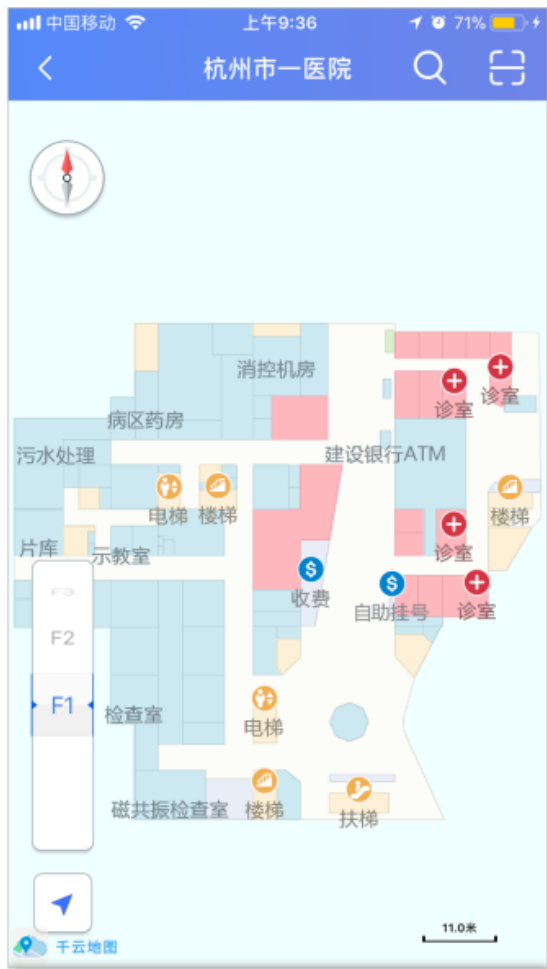 中国移动 上午9:36 71%
杭州市一医院
消控机房
诊室
诊室
病区药房
污水处理
建设银行ATM
电梯
楼梯
楼梯
片库
示教室
诊室
F3
收费
自助挂号
诊室
F2
F1
检查室
电梯
磁共振检查室
楼梯
扶梯
11.0米
千云地图